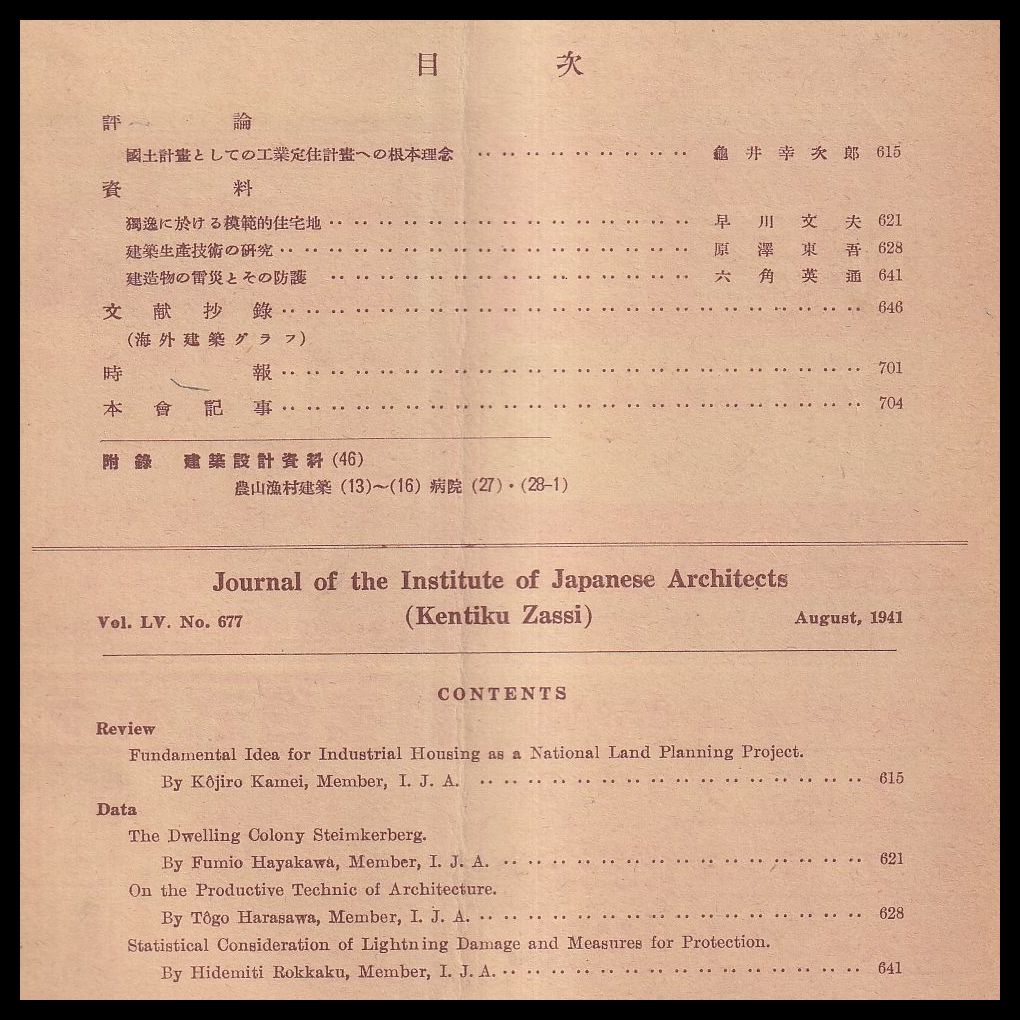 目次
評論
國土計畫としての工業定住計畫への根本理念 ‥‥‥‥‥‥‥‥‥ 龜井幸次郎 615
資料
獨逸に於ける模範的住宅地‥‥‥‥‥‥‥‥‥‥‥‥‥‥‥ 早川文夫 621
建築生產技術の硏究‥‥‥‥‥‥‥‥‥‥‥‥‥‥‥‥‥ 原澤東吾 628
建造物の雷災とその防護 ‥‥‥‥‥‥‥‥‥‥‥‥‥‥‥ 六角英通 641
文献抄錄‥‥‥‥‥‥‥‥‥‥‥‥‥‥‥‥‥‥‥‥‥‥‥‥ 646
(海外建築グラフ)
時報‥‥‥‥‥‥‥‥‥‥‥‥‥‥‥‥‥‥‥‥‥‥‥‥ 701
本會記事‥‥‥‥‥‥‥‥‥‥‥‥‥‥‥‥‥‥‥‥‥‥‥‥ 704
附錄 建築設計資料 (46)
農山漁村建築 (13)～(16) 病院 (27)・(28-1)
Journal of the Institute of Japanese Architects
Vol. LV. No. 677 (Kentiku Zassi) August, 1941
CONTENTS
Review
Fundamental Idea for Industrial Housing as a National Land Planning Project.
By Kôjiro Kamei, Member, I. J. A. ‥‥‥‥‥‥‥‥‥‥‥‥‥‥‥‥ 615
Data
The Dwelling Colony Steimkerberg.
By Fumio Hayakawa, Member, I. J. A. ‥‥‥‥‥‥‥‥‥‥‥‥‥‥‥ 621
On the Productive Technic of Architecture.
By Tôgo Harasawa, Member, I. J. A. ‥‥‥‥‥‥‥‥‥‥‥‥‥‥‥‥ 628
Statistical Consideration of Lightning Damage and Measures for Protection.
By Hidemiti Rokkaku, Member, I. J. A. ‥‥‥‥‥‥‥‥‥‥‥‥‥‥‥ 641